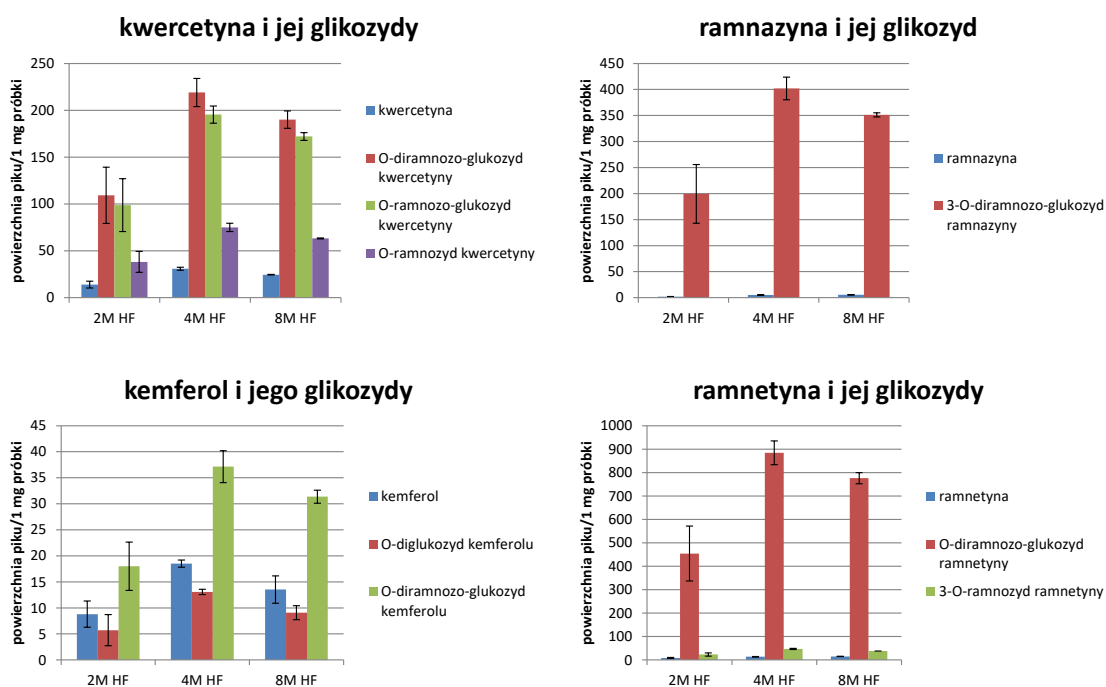 kwercetyna i jej glikozydy
powierzchnia piku/1 mg próbki
250
200
150
100
50
0
2M HF
4M HF
8M HF
kwercetyna
O-diramnozo-glukozyd
kwercetyny
O-ramnozo-glukozyd
kwercetyny
O-ramnozyd kwercetyny
ramnazyna i jej glikozyd
powierzchnia piku/1 mg próbki
450
400
350
300
250
200
150
100
50
0
2M HF
4M HF
8M HF
ramnazyna
3-O-diramnozo-glukozyd
ramnazyny
kemferol i jego glikozydy
powierzchnia piku/1 mg próbki
45
40
35
30
25
20
15
10
5
0
2M HF
4M HF
8M HF
kemferol
O-diglukozyd kemferolu
O-diramnozo-glukozyd
kemferolu
ramnetyna i jej glikozydy
powierzchnia piku/1 mg próbki
1000
900
800
700
600
500
400
300
200
100
0
2M HF
4M HF
8M HF
ramnetyna
O-diramnozo-glukozyd
ramnetyny
3-O-ramnozyd ramnetyny